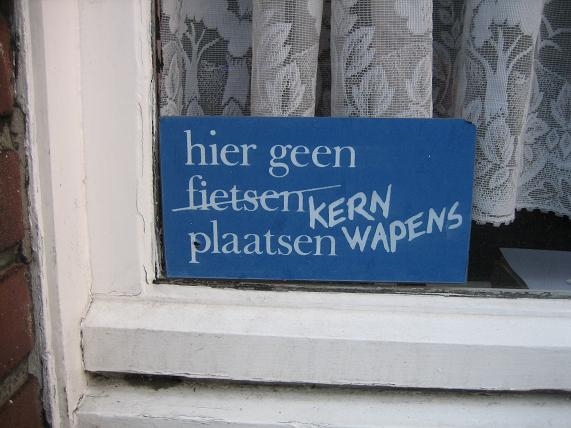 hier geen
fietsen KERN
plaatsen WAPENS